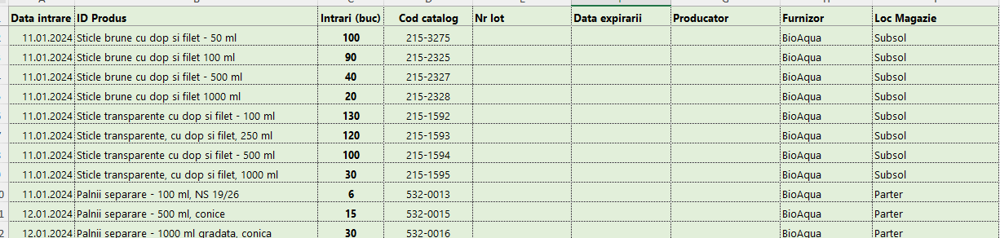 Data intrare ID Produs Intrari (buc) Cod catalog Nr lot Data expirarii Producator Furnizor Loc Magazie
11.01.2024 Sticle brune cu dop si filet - 50 ml 100 215-3275 BioAqua Subsol
11.01.2024 Sticle brune cu dop si filet 100 ml 90 215-2325 BioAqua Subsol
11.01.2024 Sticle brune cu dop si filet - 500 ml 40 215-2327 BioAqua Subsol
11.01.2024 Sticle brune cu dop si filet 1000 ml 20 215-2328 BioAqua Subsol
11.01.2024 Sticle transparente cu dop si filet - 100 ml 130 215-1592 BioAqua Subsol
11.01.2024 Sticle transparente, cu dop si filet, 250 ml 120 215-1593 BioAqua Subsol
11.01.2024 Sticle transparente cu dop si filet - 500 ml 100 215-1594 BioAqua Subsol
11.01.2024 Sticle transparente, cu dop si filet, 1000 ml 30 215-1595 BioAqua Subsol
11.01.2024 Palnii separare - 100 ml, NS 19/26 6 532-0013 BioAqua Parter
12.01.2024 Palnii separare - 500 ml, conice 15 532-0015 BioAqua Parter
12.01.2024 Palnii separare - 1000 ml gradata, conica 30 532-0016 BioAqua Parter